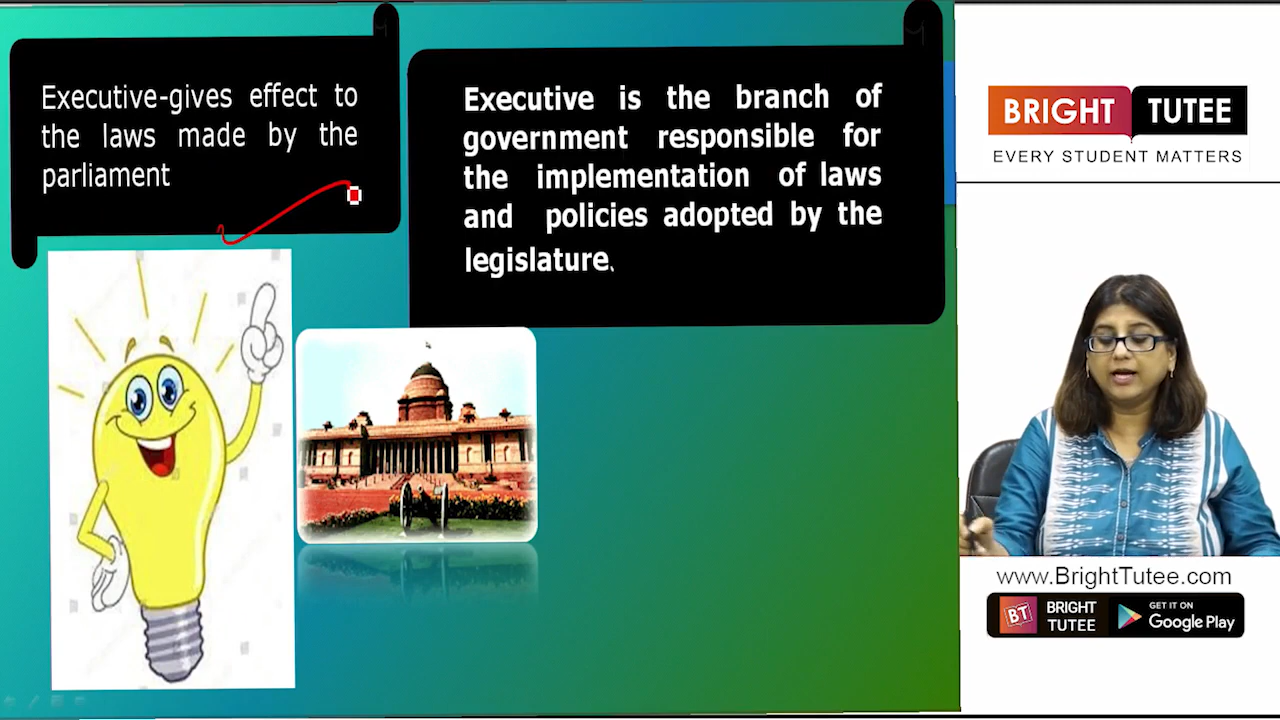 Executive-gives effect to
the laws made by the
parliament
Executive is the branch of
government responsible for
the implementation of laws
and policies adopted by the
legislature.
BRIGHT TUTEE
EVERY STUDENT MATTERS
www.BrightTutee.com
BT
BRIGHT
TUTEE
GET IT ON
Google Play